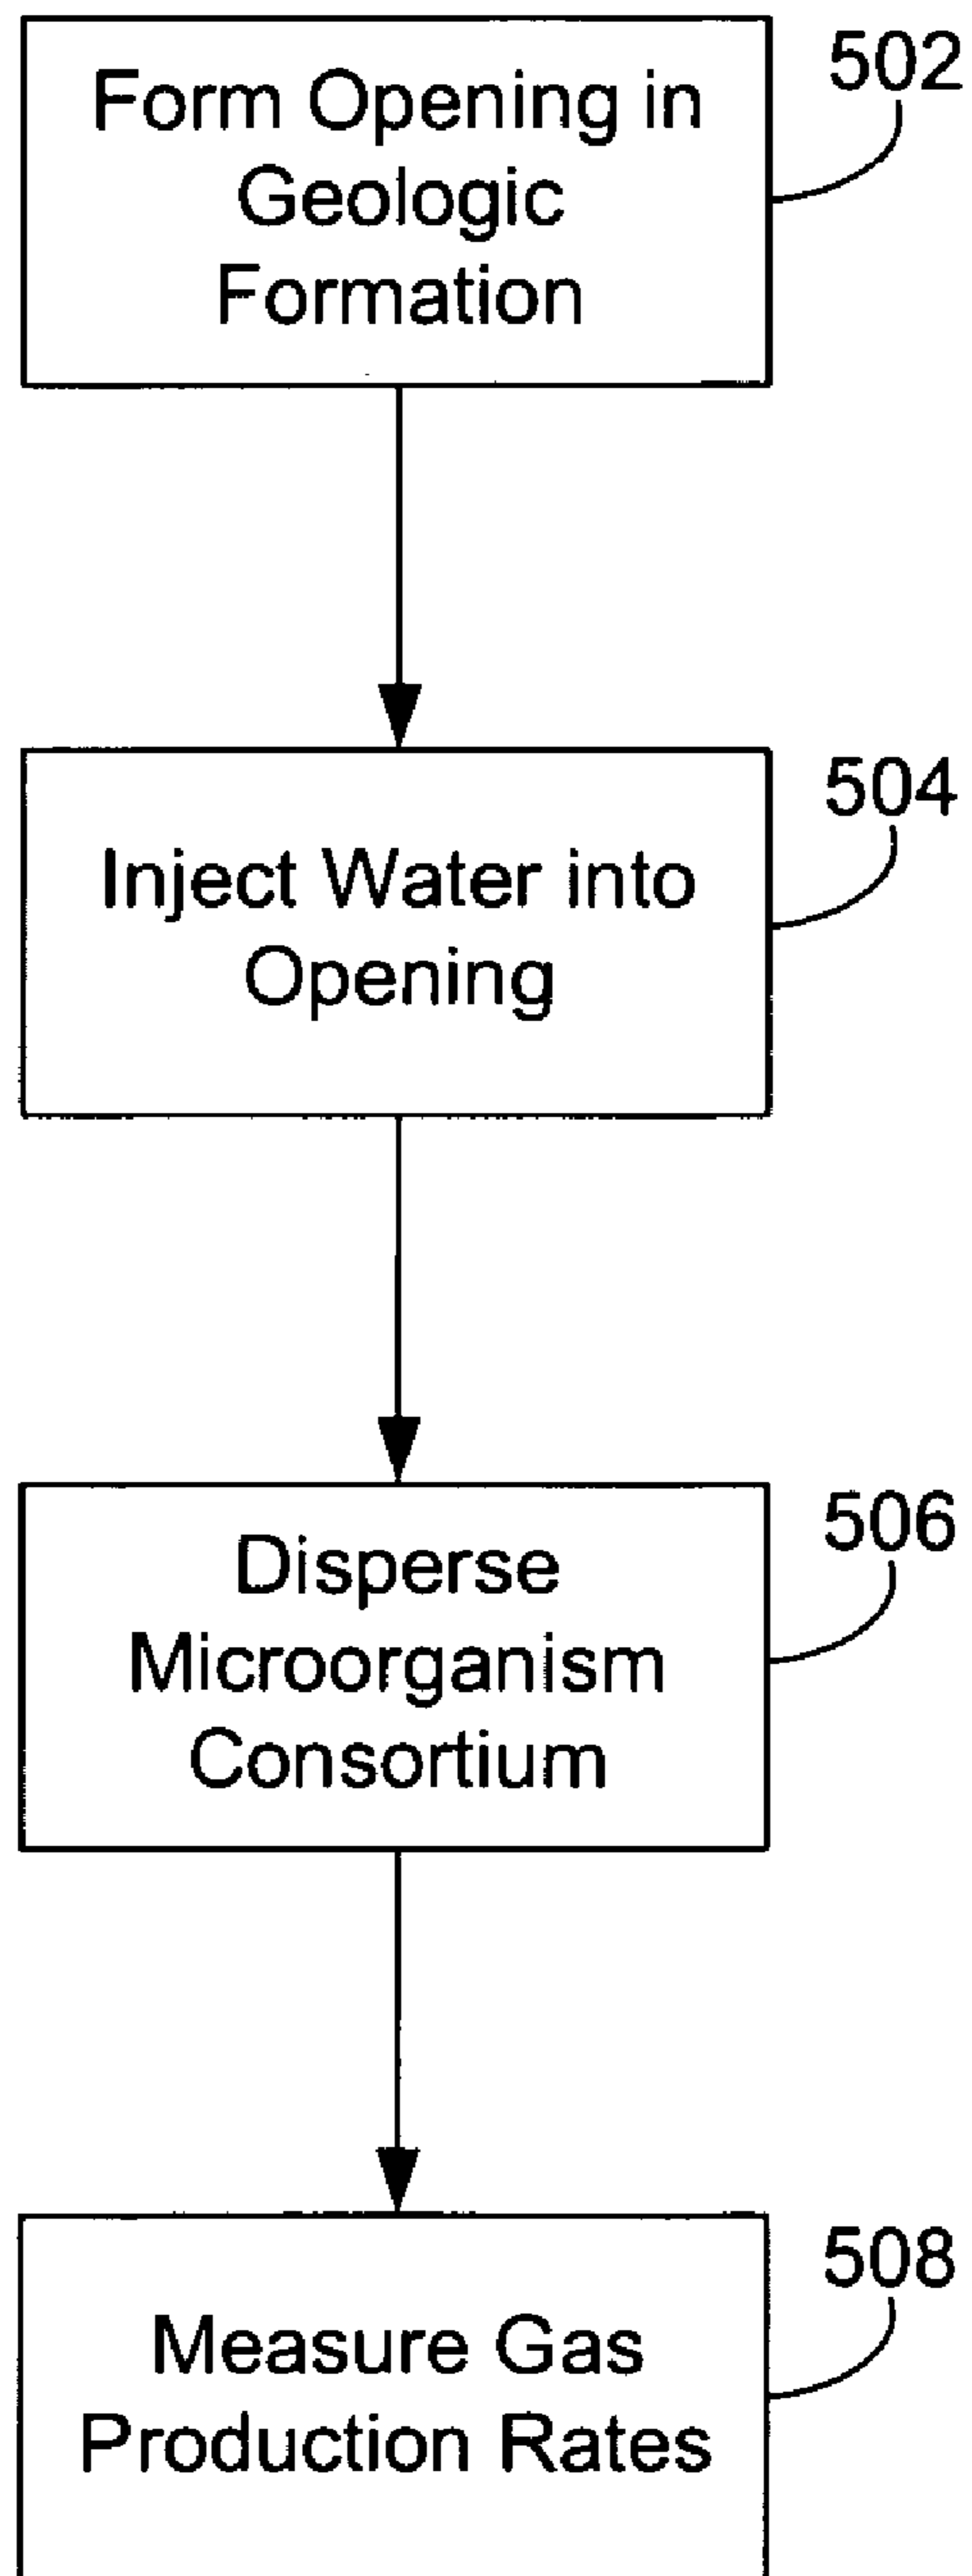 Form Opening in
Geologic
Formation
502
Inject Water into
Opening
504
Disperse
Microorganism
Consortium
506
Measure Gas
Production Rates
508